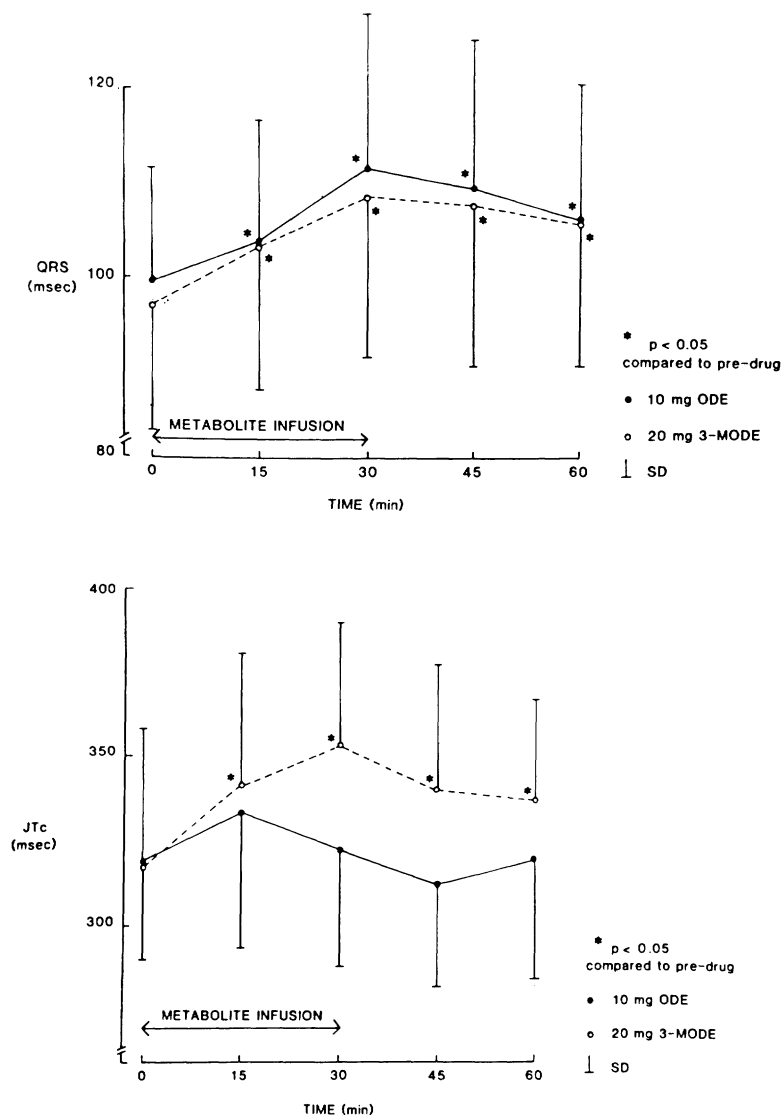 120
100
80
QRS
(msec)
METABOLITE INFUSION
0 15 30 45 60
TIME (min)
* * * * * * * *
* p < 0.05
compared to pre-drug
● 10 mg ODE
○ 20 mg 3-MODE
⊥ SD
400
350
300
JTc
(msec)
METABOLITE INFUSION
0 15 30 45 60
TIME (min)
* * * *
* p < 0.05
compared to pre-drug
● 10 mg ODE
○ 20 mg 3-MODE
⊥ SD